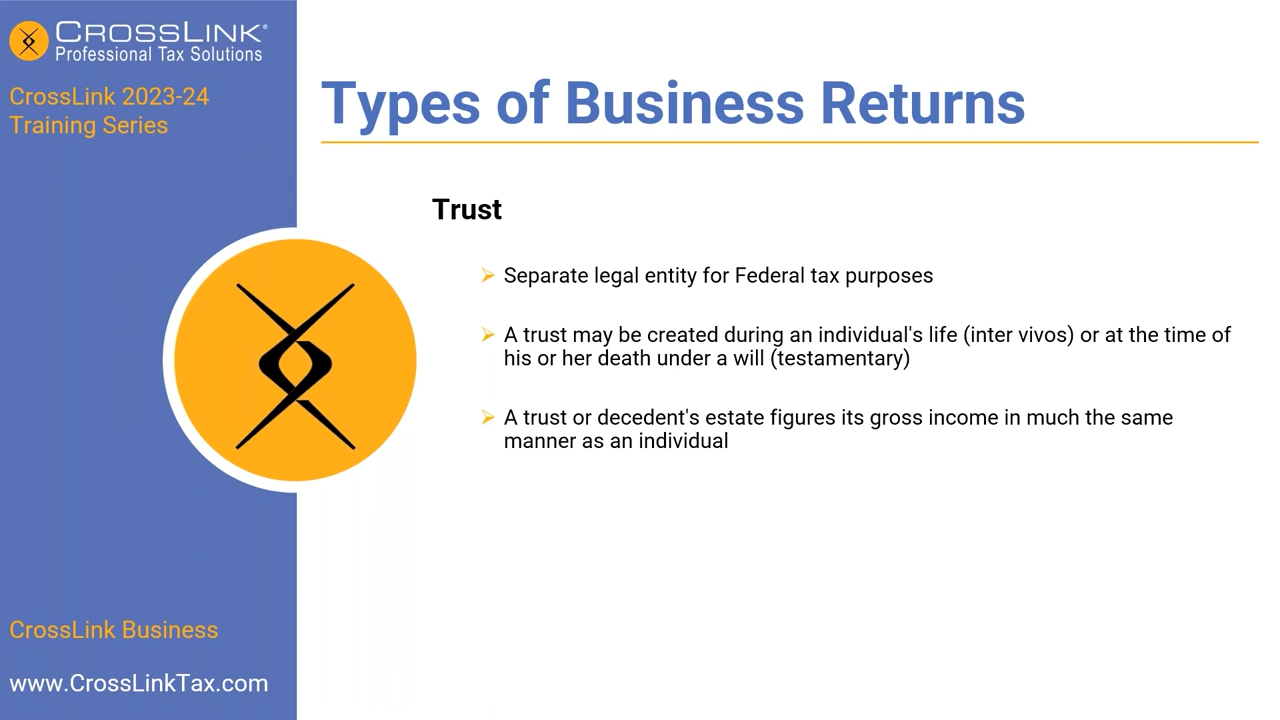 CROSSLINK®
Professional Tax Solutions
CrossLink 2023-24
Training Series
Types of Business Returns
Trust
Separate legal entity for Federal tax purposes
A trust may be created during an individual's life (inter vivos) or at the time of
his or her death under a will (testamentary)
A trust or decedent's estate figures its gross income in much the same
manner as an individual
CrossLink Business
www.CrossLinkTax.com